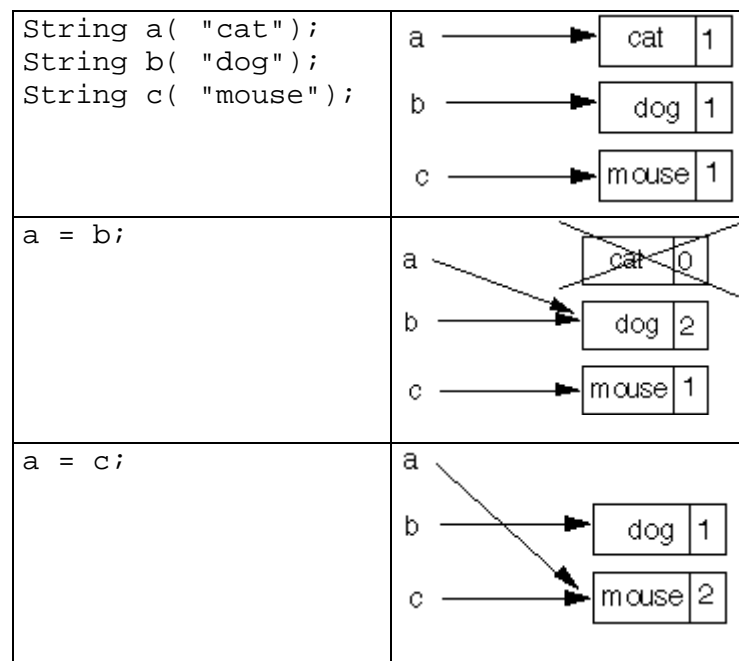 String a( "cat");
String b( "dog");
String c( "mouse");
a cat 1
b dog 1
c mouse 1
a = b;
a cat 0
b dog 2
c mouse 1
a = c;
a
b dog 1
c mouse 2